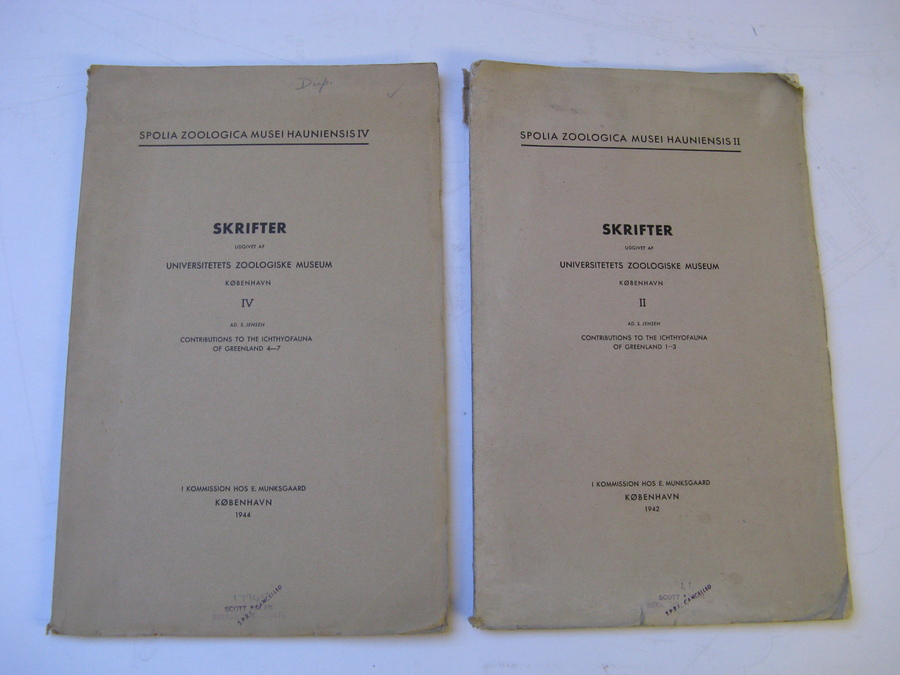 Dup.
SPOLIA ZOOLOGICA MUSEI HAUNIENSIS IV
SKRIFTER
UDGIVET AF
UNIVERSITETETS ZOOLOGISKE MUSEUM
KØBENHAVN
IV
AD. S. JENSEN
CONTRIBUTIONS TO THE ICHTHYOFAUNA
OF GREENLAND 4—7
I KOMMISSION HOS E. MUNKSGAARD
KØBENHAVN
1944
SCOTT
S.P.R.I. CANCELLED
SPOLIA ZOOLOGICA MUSEI HAUNIENSIS II
SKRIFTER
UDGIVET AF
UNIVERSITETETS ZOOLOGISKE MUSEUM
KØBENHAVN
II
AD. S. JENSEN
CONTRIBUTIONS TO THE ICHTHYOFAUNA
OF GREENLAND 1—3
I KOMMISSION HOS E. MUNKSGAARD
KØBENHAVN
1942
SCOTT
S.P.R.I. CANCELLED